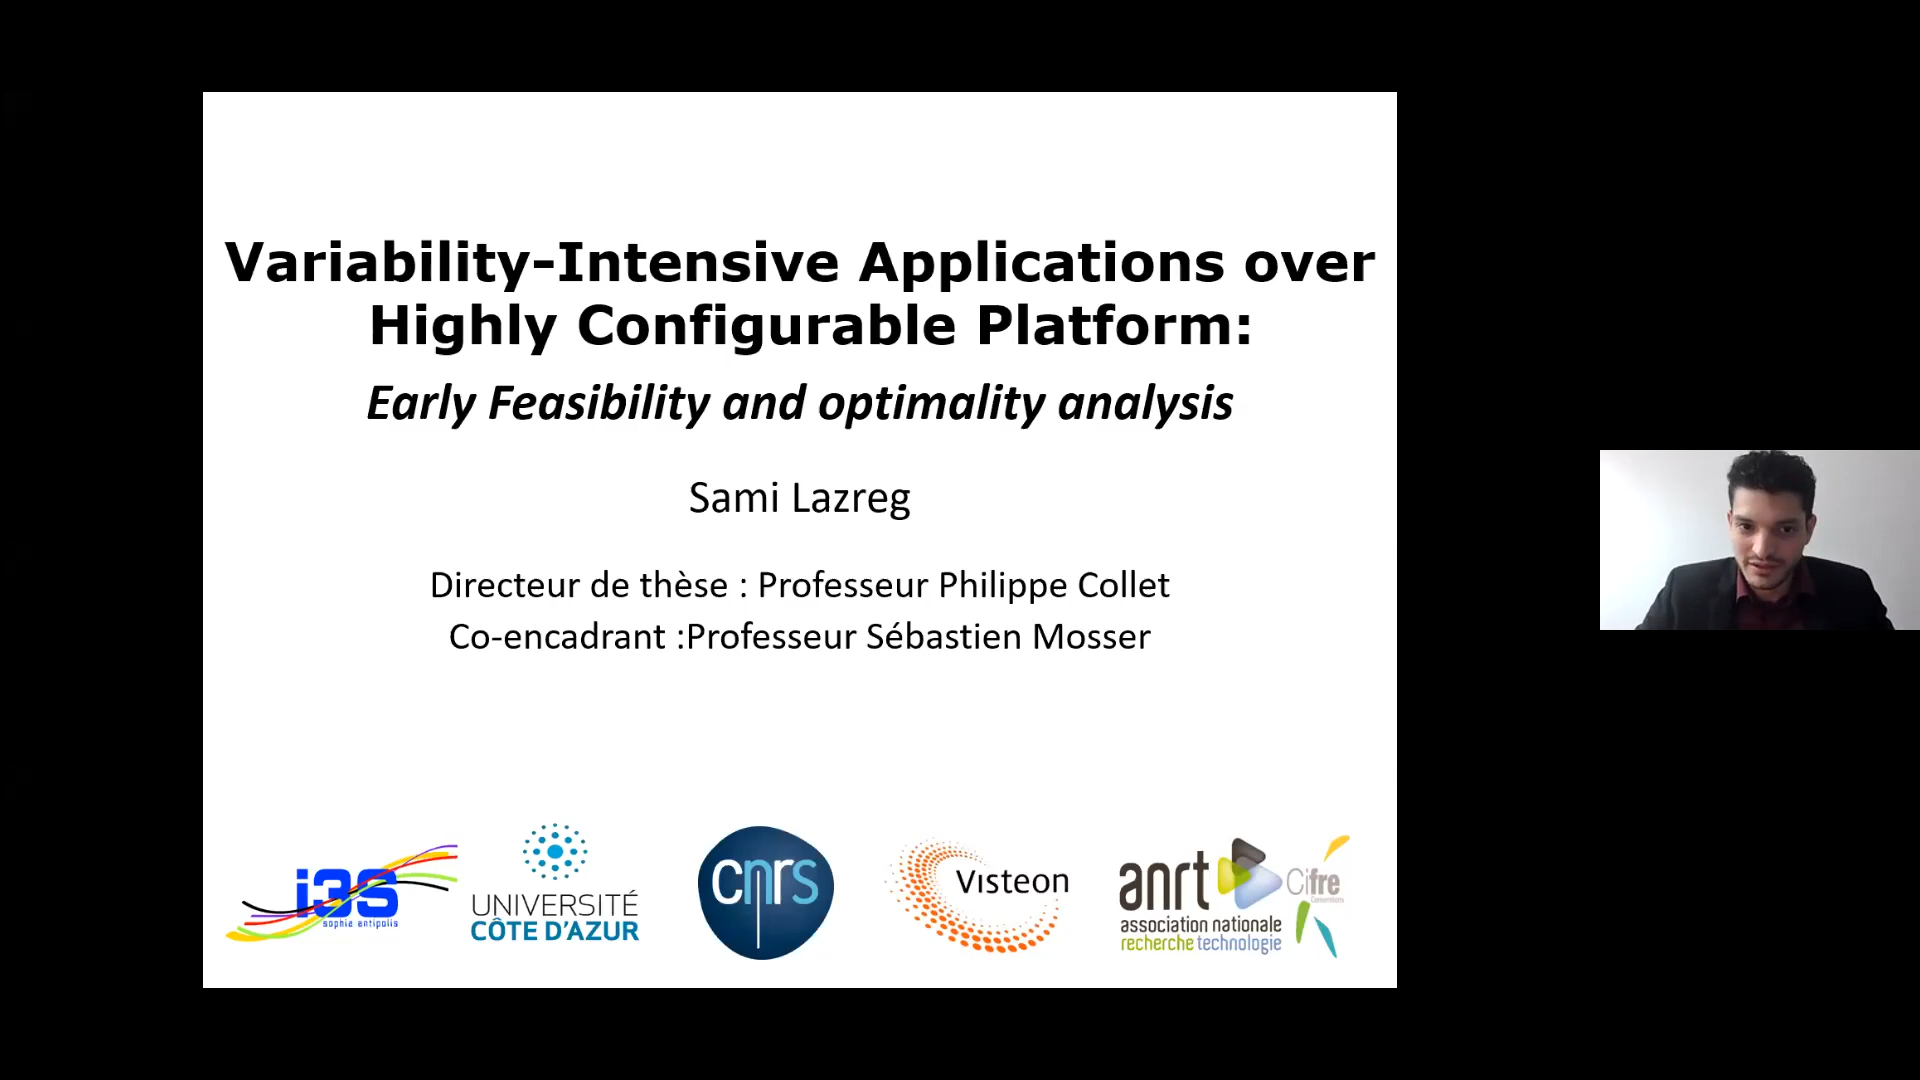 Variability-Intensive Applications over
Highly Configurable Platform:
Early Feasibility and optimality analysis
Sami Lazreg
Directeur de thèse : Professeur Philippe Collet
Co-encadrant :Professeur Sébastien Mosser
i3S
sophia antipolis
UNIVERSITÉ
CÔTE D'AZUR
cnrs
Visteon
anrt
association nationale
recherche technologie
Cifre
Conventions